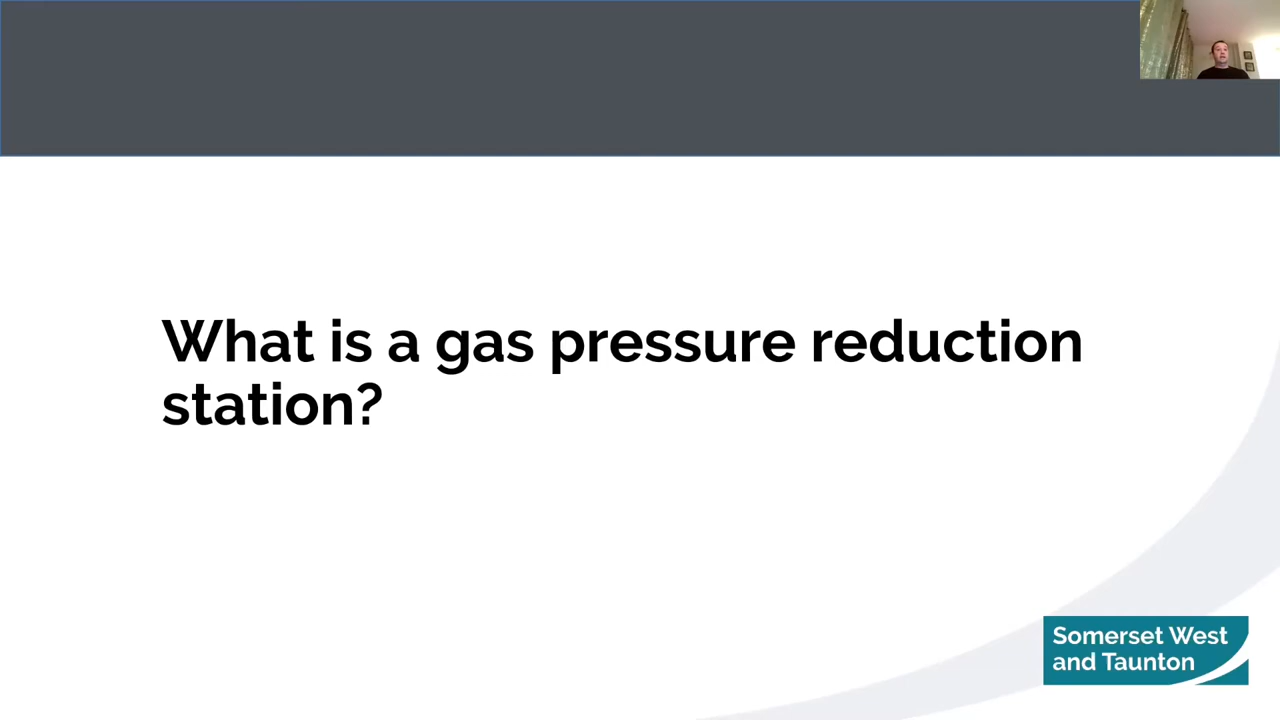 What is a gas pressure reduction
station?
Somerset West
and Taunton